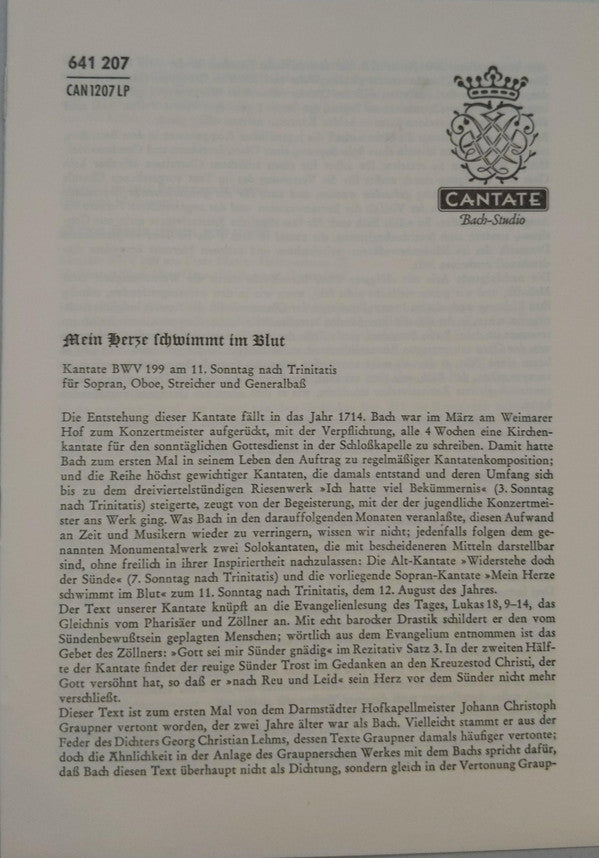 641 207
CAN 1207 LP
CANTATE
Bach-Studio
Mein Herze schwimmt im Blut
Kantate BWV 199 am 11. Sonntag nach Trinitatis
für Sopran, Oboe, Streicher und Generalbaß
Die Entstehung dieser Kantate fällt in das Jahr 1714. Bach war im März am Weimarer
Hof zum Konzertmeister aufgerückt, mit der Verpflichtung, alle 4 Wochen eine Kirchen-
kantate für den sonntäglichen Gottesdienst in der Schloßkapelle zu schreiben. Damit hatte
Bach zum ersten Mal in seinem Leben den Auftrag zu regelmäßiger Kantatenkomposition;
und die Reihe höchst gewichtiger Kantaten, die damals entstand und deren Umfang sich
bis zu dem dreiviertelstündigen Riesenwerk »Ich hatte viel Bekümmernis« (3. Sonntag
nach Trinitatis) steigerte, zeugt von der Begeisterung, mit der der jugendliche Konzertmei-
ster ans Werk ging. Was Bach in den darauffolgenden Monaten veranlaßte, diesen Aufwand
an Zeit und Musikern wieder zu verringern, wissen wir nicht; jedenfalls folgen dem ge-
nannten Monumentalwerk zwei Solokantaten, die mit bescheideneren Mitteln darstellbar
sind, ohne freilich in ihrer Inspiriertheit nachzulassen: Die Alt-Kantate »Widerstehe doch
der Sünde« (7. Sonntag nach Trinitatis) und die vorliegende Sopran-Kantate »Mein Herze
schwimmt im Blut« zum 11. Sonntag nach Trinitatis, dem 12. August des Jahres.
Der Text unserer Kantate knüpft an die Evangelienlesung des Tages, Lukas 18, 9–14, das
Gleichnis vom Pharisäer und Zöllner an. Mit echt barocker Drastik schildert er den vom
Sündenbewußtsein geplagten Menschen; wörtlich aus dem Evangelium entnommen ist das
Gebet des Zöllners: »Gott sei mir Sünder gnädig« im Rezitativ Satz 3. In der zweiten Hälf-
te der Kantate findet der reuige Sünder Trost im Gedanken an den Kreuzestod Christi, der
Gott versöhnt hat, so daß er »nach Reu und Leid« sein Herz vor dem Sünder nicht mehr
verschließt.
Dieser Text ist zum ersten Mal von dem Darmstädter Hofkapellmeister Johann Christoph
Graupner vertont worden, der zwei Jahre älter war als Bach. Vielleicht stammt er aus der
Feder des Dichters Georg Christian Lehms, dessen Texte Graupner damals häufiger vertonte;
doch die Ähnlichkeit in der Anlage des Graupnerschen Werkes mit dem Bachs spricht dafür,
daß Bach diesen Text überhaupt nicht als Dichtung, sondern gleich in der Vertonung Graup-